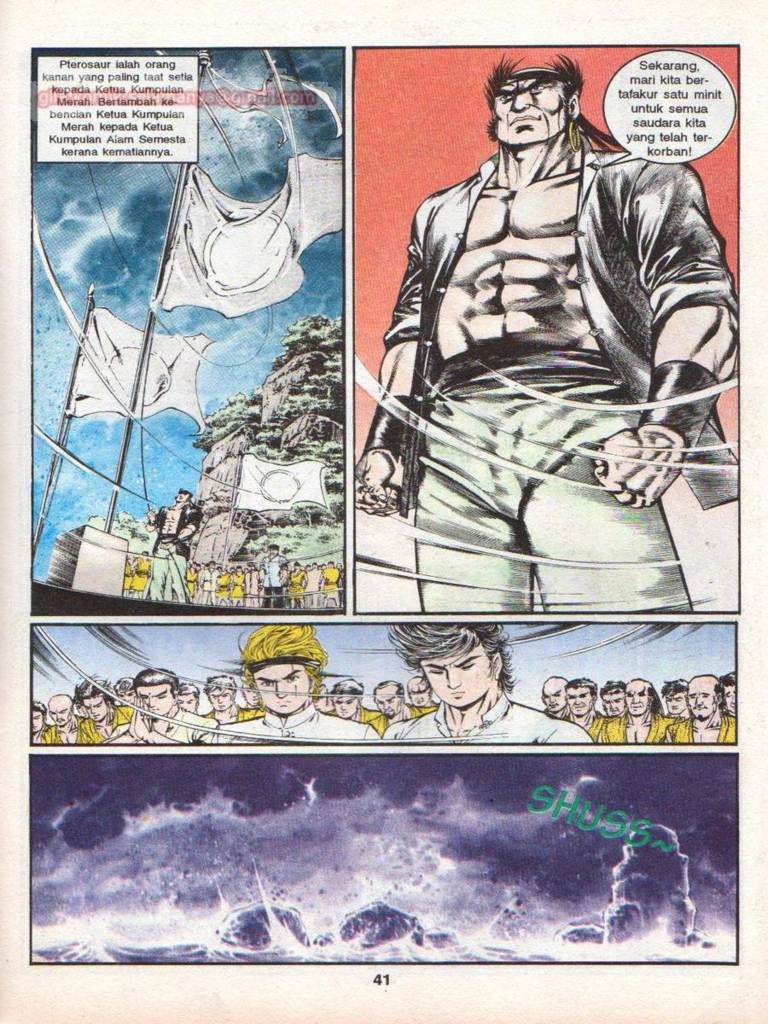 Pterosaur ialah orang
kanan yang paling taat setia
kepada Ketua Kumpulan
Merah. Bertambah ke-
bencian Ketua Kumpulan
Merah kepada Ketua
Kumpulan Alam Semesta
kerana kematiannya.
Sekarang,
mari kita ber-
tafakur satu minit
untuk semua
saudara kita
yang telah ter-
korban!
SHUSS~
41